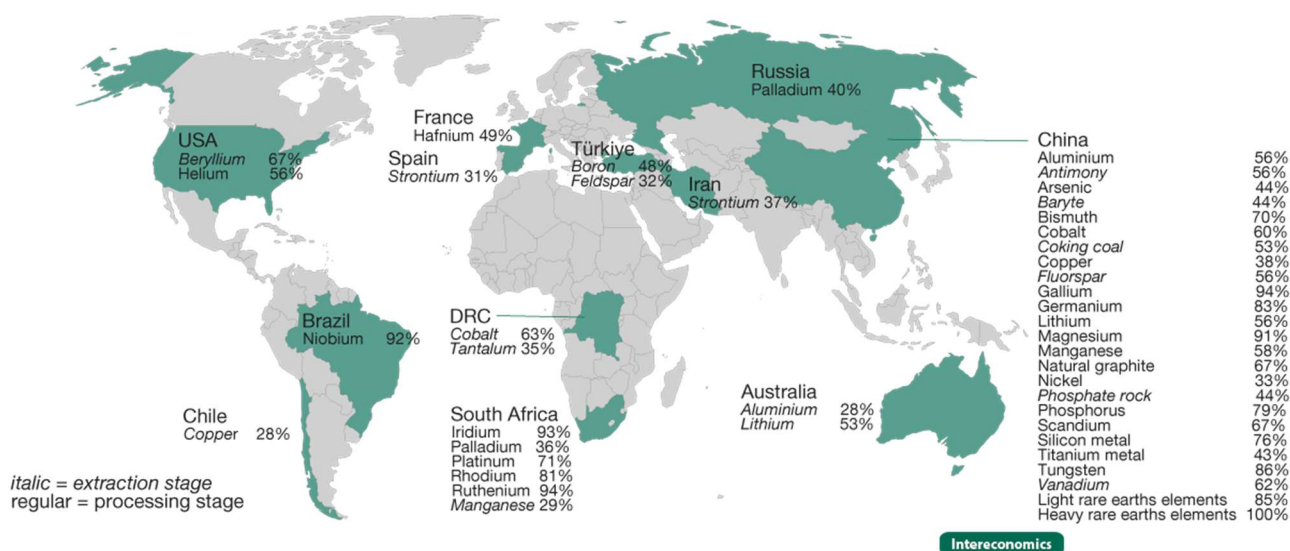 Russia
Palladium 40%
France
Hafnium 49%
Spain
Strontium 31%
Türkiye
Boron 48%
Feldspar 32%
Iran
Strontium 37%
USA
Beryllium 67%
Helium 56%
China
Aluminium 56%
Antimony 56%
Arsenic 44%
Baryte 44%
Bismuth 70%
Cobalt 60%
Coking coal 53%
Copper 38%
Fluorspar 56%
Gallium 94%
Germanium 83%
Lithium 56%
Magnesium 91%
Manganese 58%
Natural graphite 67%
Nickel 33%
Phosphate rock 44%
Phosphorus 79%
Scandium 67%
Silicon metal 76%
Titanium metal 43%
Tungsten 86%
Vanadium 62%
Light rare earths elements 85%
Heavy rare earths elements 100%
Brazil
Niobium 92%
DRC
Cobalt 63%
Tantalum 35%
Chile
Copper 28%
South Africa
Iridium 93%
Palladium 36%
Platinum 71%
Rhodium 81%
Ruthenium 94%
Manganese 29%
Australia
Aluminium 28%
Lithium 53%
italic = extraction stage
regular = processing stage
Intereconomics